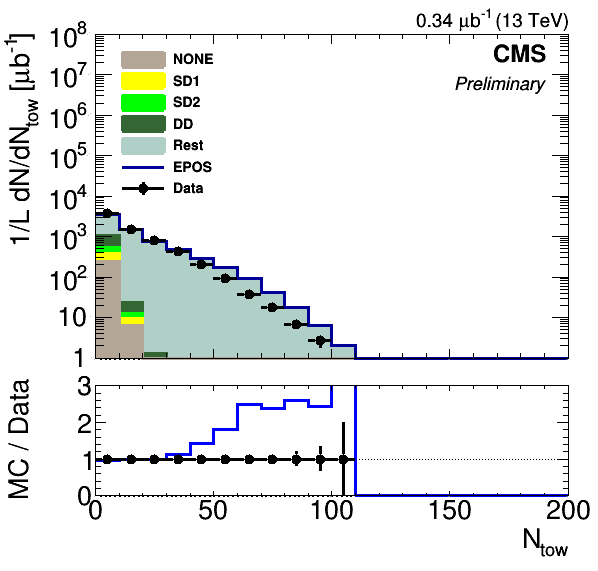 0.34 μb⁻¹ (13 TeV)
1/L dN/dN_tow [μb⁻¹]
10⁸
10⁷
10⁶
10⁵
10⁴
10³
10²
10
1
CMS
Preliminary
NONE
SD1
SD2
DD
Rest
EPOS
Data
MC / Data
3
2
1
0
0 50 100 150 200
N_tow